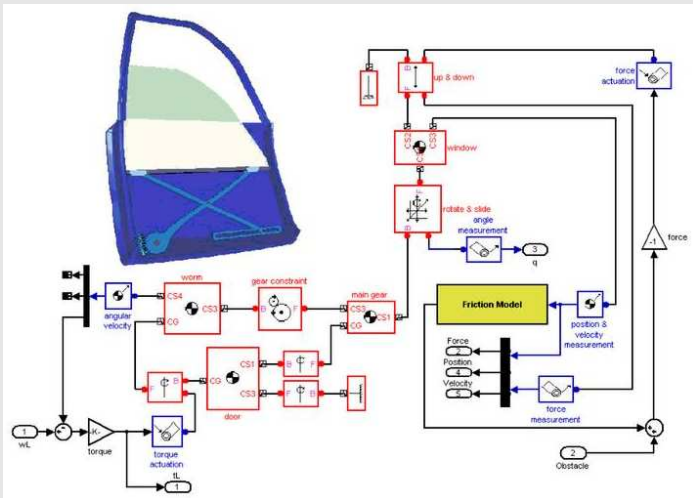 B
F
up & down
force
actuation
CS2
CS3
CS1
window
F
B
rotate & slide
angle
measurement
3
q
-1
force
worm
CS4
CS3
CG
angular
velocity
gear constraint
B
F
main gear
CS3
CS1
CG
Friction Model
position &
velocity
measurement
Force
2
Position
4
Velocity
5
force
measurement
F
B
CG
CS1
CS3
door
B
F
B
F
1
wL
-K-
torque
torque
actuation
tL
1
2
Obstacle